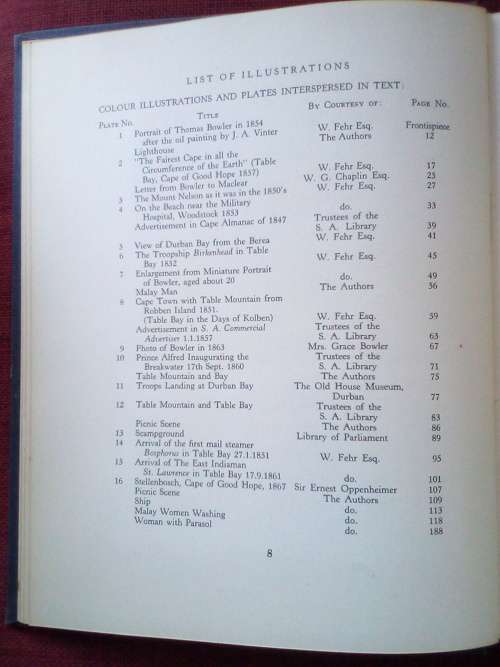 LIST OF ILLUSTRATIONS
COLOUR ILLUSTRATIONS AND PLATES INTERSPERSED IN TEXT:
PLATE NO. TITLE BY COURTESY OF: PAGE NO.
1 Portrait of Thomas Bowler in 1854
after the oil painting by J. A. Vinter W. Fehr Esq. Frontispiece
Lighthouse The Authors 12
2 "The Fairest Cape in all the
Circumference of the Earth" (Table
Bay, Cape of Good Hope 1837) W. Fehr Esq. 17
Letter from Bowler to Maclear W. G. Chaplin Esq. 23
3 The Mount Nelson as it was in the 1850's W. Fehr Esq. 27
4 On the Beach near the Military
Hospital, Woodstock 1853 do. 33
Advertisement in Cape Almanac of 1847 Trustees of the
S. A. Library 39
5 View of Durban Bay from the Berea W. Fehr Esq. 41
6 The Troopship Birkenhead in Table
Bay 1832 W. Fehr Esq. 45
7 Enlargement from Miniature Portrait
of Bowler, aged about 20 do. 49
Malay Man The Authors 56
8 Cape Town with Table Mountain from
Robben Island 1851.
(Table Bay in the Days of Kolben) W. Fehr Esq. 59
Advertisement in S. A. Commercial Trustees of the
Advertiser 1.1.1857 S. A. Library 63
9 Photo of Bowler in 1863 Mrs. Grace Bowler 67
10 Prince Alfred Inaugurating the Trustees of the
Breakwater 17th Sept. 1860 S. A. Library 71
Table Mountain and Bay The Authors 75
11 Troops Landing at Durban Bay The Old House Museum,
Durban 77
12 Table Mountain and Table Bay Trustees of the
S. A. Library 83
Picnic Scene The Authors 86
13 Scampground Library of Parliament 89
14 Arrival of the first mail steamer
Bosphorus in Table Bay 27.1.1851 W. Fehr Esq. 95
15 Arrival of The East Indiaman
St. Lawrence in Table Bay 17.9.1861 do. 101
16 Stellenbosch, Cape of Good Hope, 1867 Sir Ernest Oppenheimer 107
Picnic Scene The Authors 109
Ship do. 113
Malay Women Washing do. 118
Woman with Parasol do. 188
8